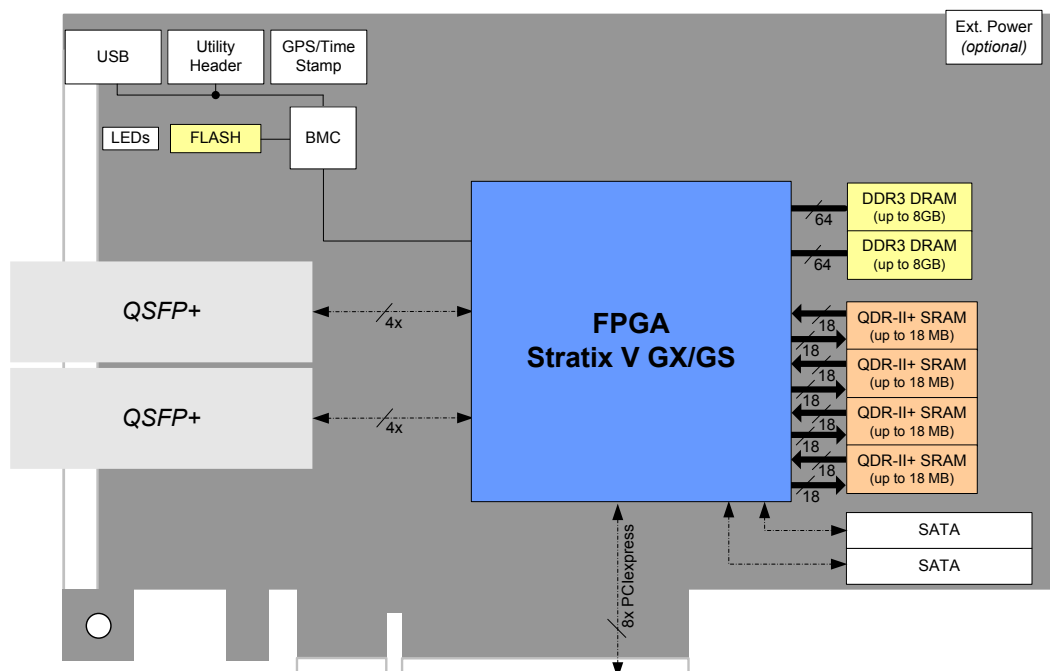 Ext. Power
(optional)
USB
Utility
Header
GPS/Time
Stamp
LEDs
FLASH
BMC
DDR3 DRAM
(up to 8GB)
64
DDR3 DRAM
(up to 8GB)
64
QSFP+
4x
FPGA
Stratix V GX/GS
QDR-II+ SRAM
(up to 18 MB)
18
18
QDR-II+ SRAM
(up to 18 MB)
18
18
QSFP+
4x
QDR-II+ SRAM
(up to 18 MB)
18
18
QDR-II+ SRAM
(up to 18 MB)
18
18
SATA
SATA
8x PCIexpress